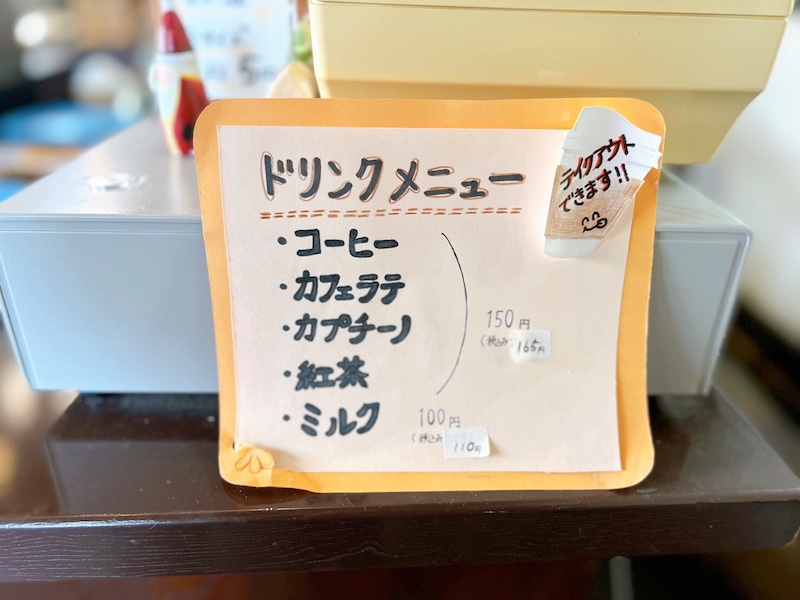 ドリンクメニュー
テイクアウト
できます!!
・コーヒー
・カフェラテ
・カプチーノ
・紅茶
150円
(税込み 165円
・ミルク 100円
(税込み 110円